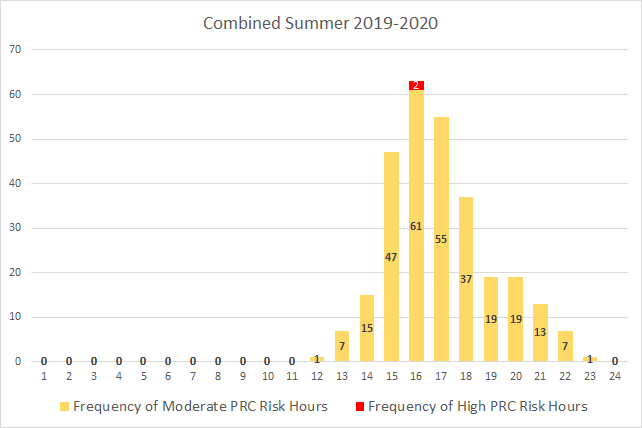 Combined Summer 2019-2020
70
60
50
40
30
20
10
0
0 0 0 0 0 0 0 0 0 0 0 1 7 15 47 61 55 37 19 19 13 7 1 0
2
1 2 3 4 5 6 7 8 9 10 11 12 13 14 15 16 17 18 19 20 21 22 23 24
Frequency of Moderate PRC Risk Hours Frequency of High PRC Risk Hours